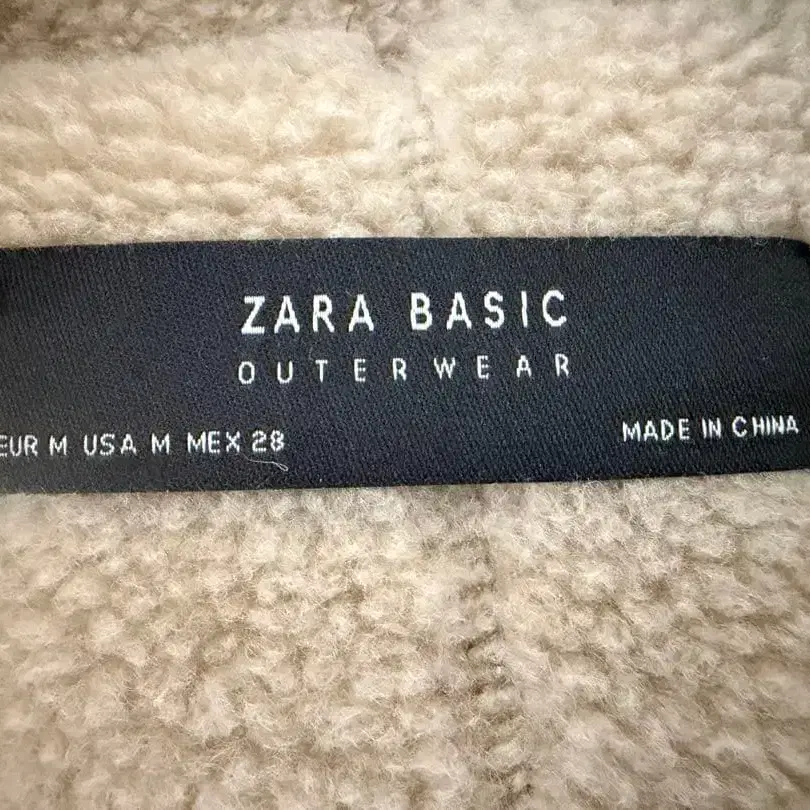 ZARA BASIC
OUTERWEAR
EUR M USA M MEX 28
MADE IN CHINA